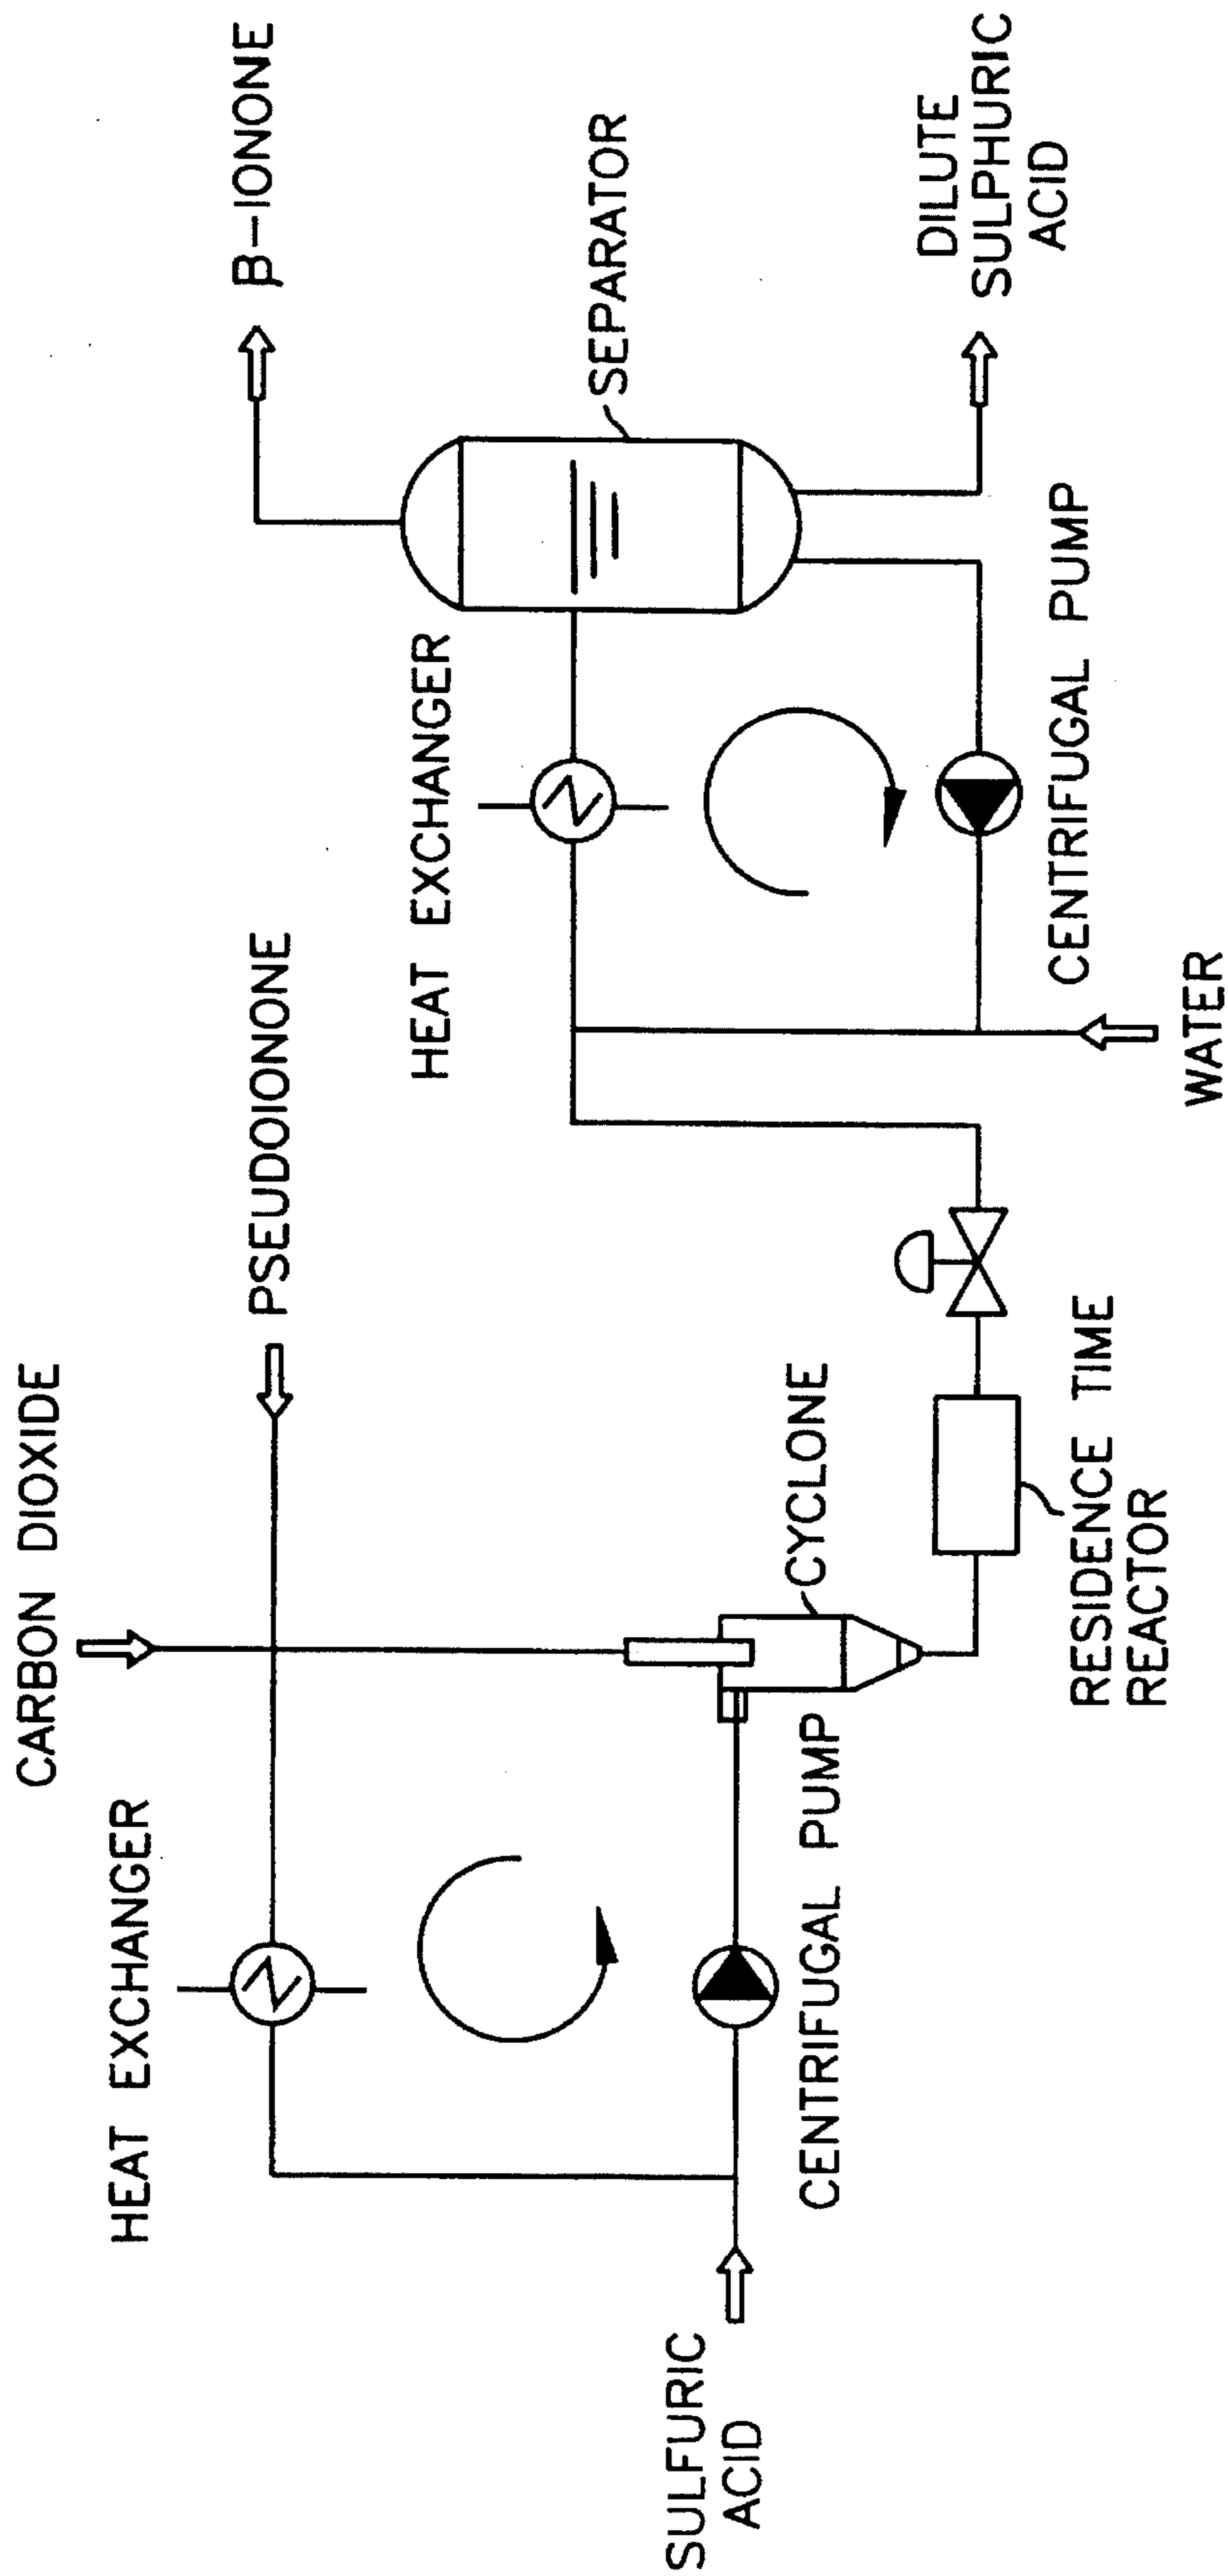 CARBON DIOXIDE
HEAT EXCHANGER
PSEUDOIONONE
B-IONONE
HEAT EXCHANGER
SEPARATOR
SULFURIC
ACID
CENTRIFUGAL PUMP
CYCLONE
RESIDENCE TIME
REACTOR
WATER
CENTRIFUGAL PUMP
DILUTE
SULPHURIC
ACID